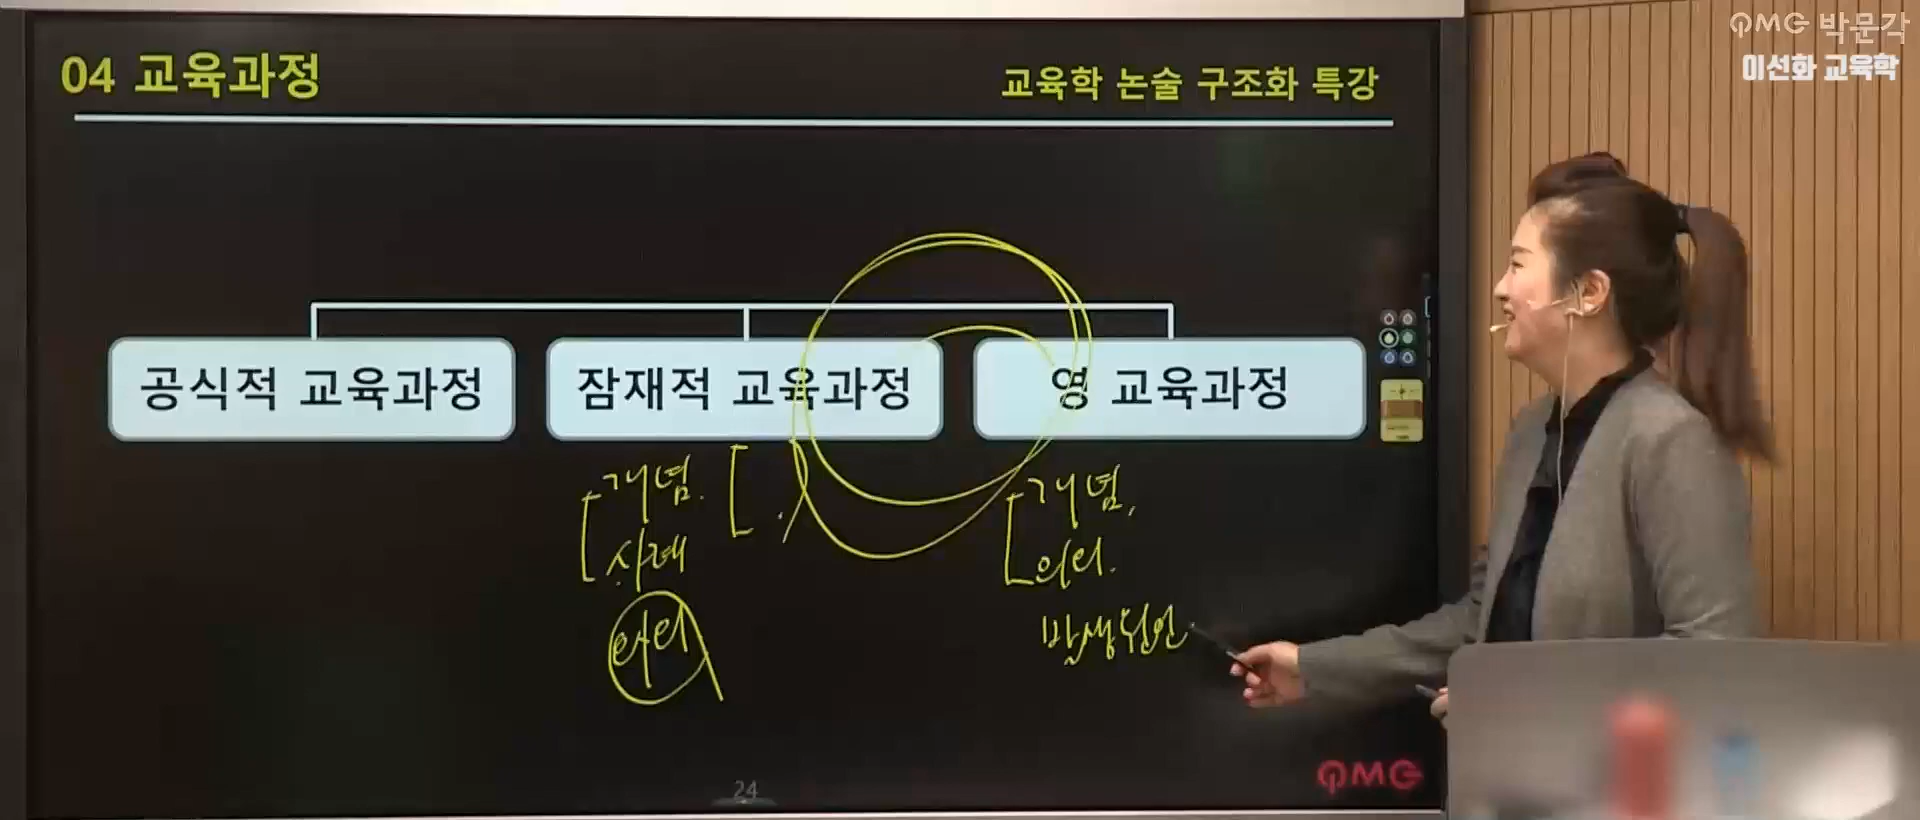 PMG 박문각
이선화 교육학
04 교육과정
교육학 논술 구조화 특강
공식적 교육과정
잠재적 교육과정
영 교육과정
개념.
사례
개념,
의의.
발생원인
24
PMG